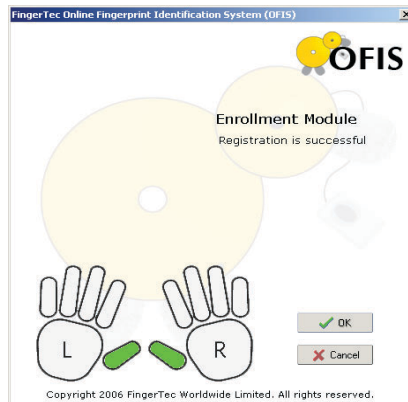 FingerTec Online Fingerprint Identification System (OFIS)
OFIS
Enrollment Module
Registration is successful
L
R
OK
Cancel
Copyright 2006 FingerTec Worldwide Limited. All rights reserved.